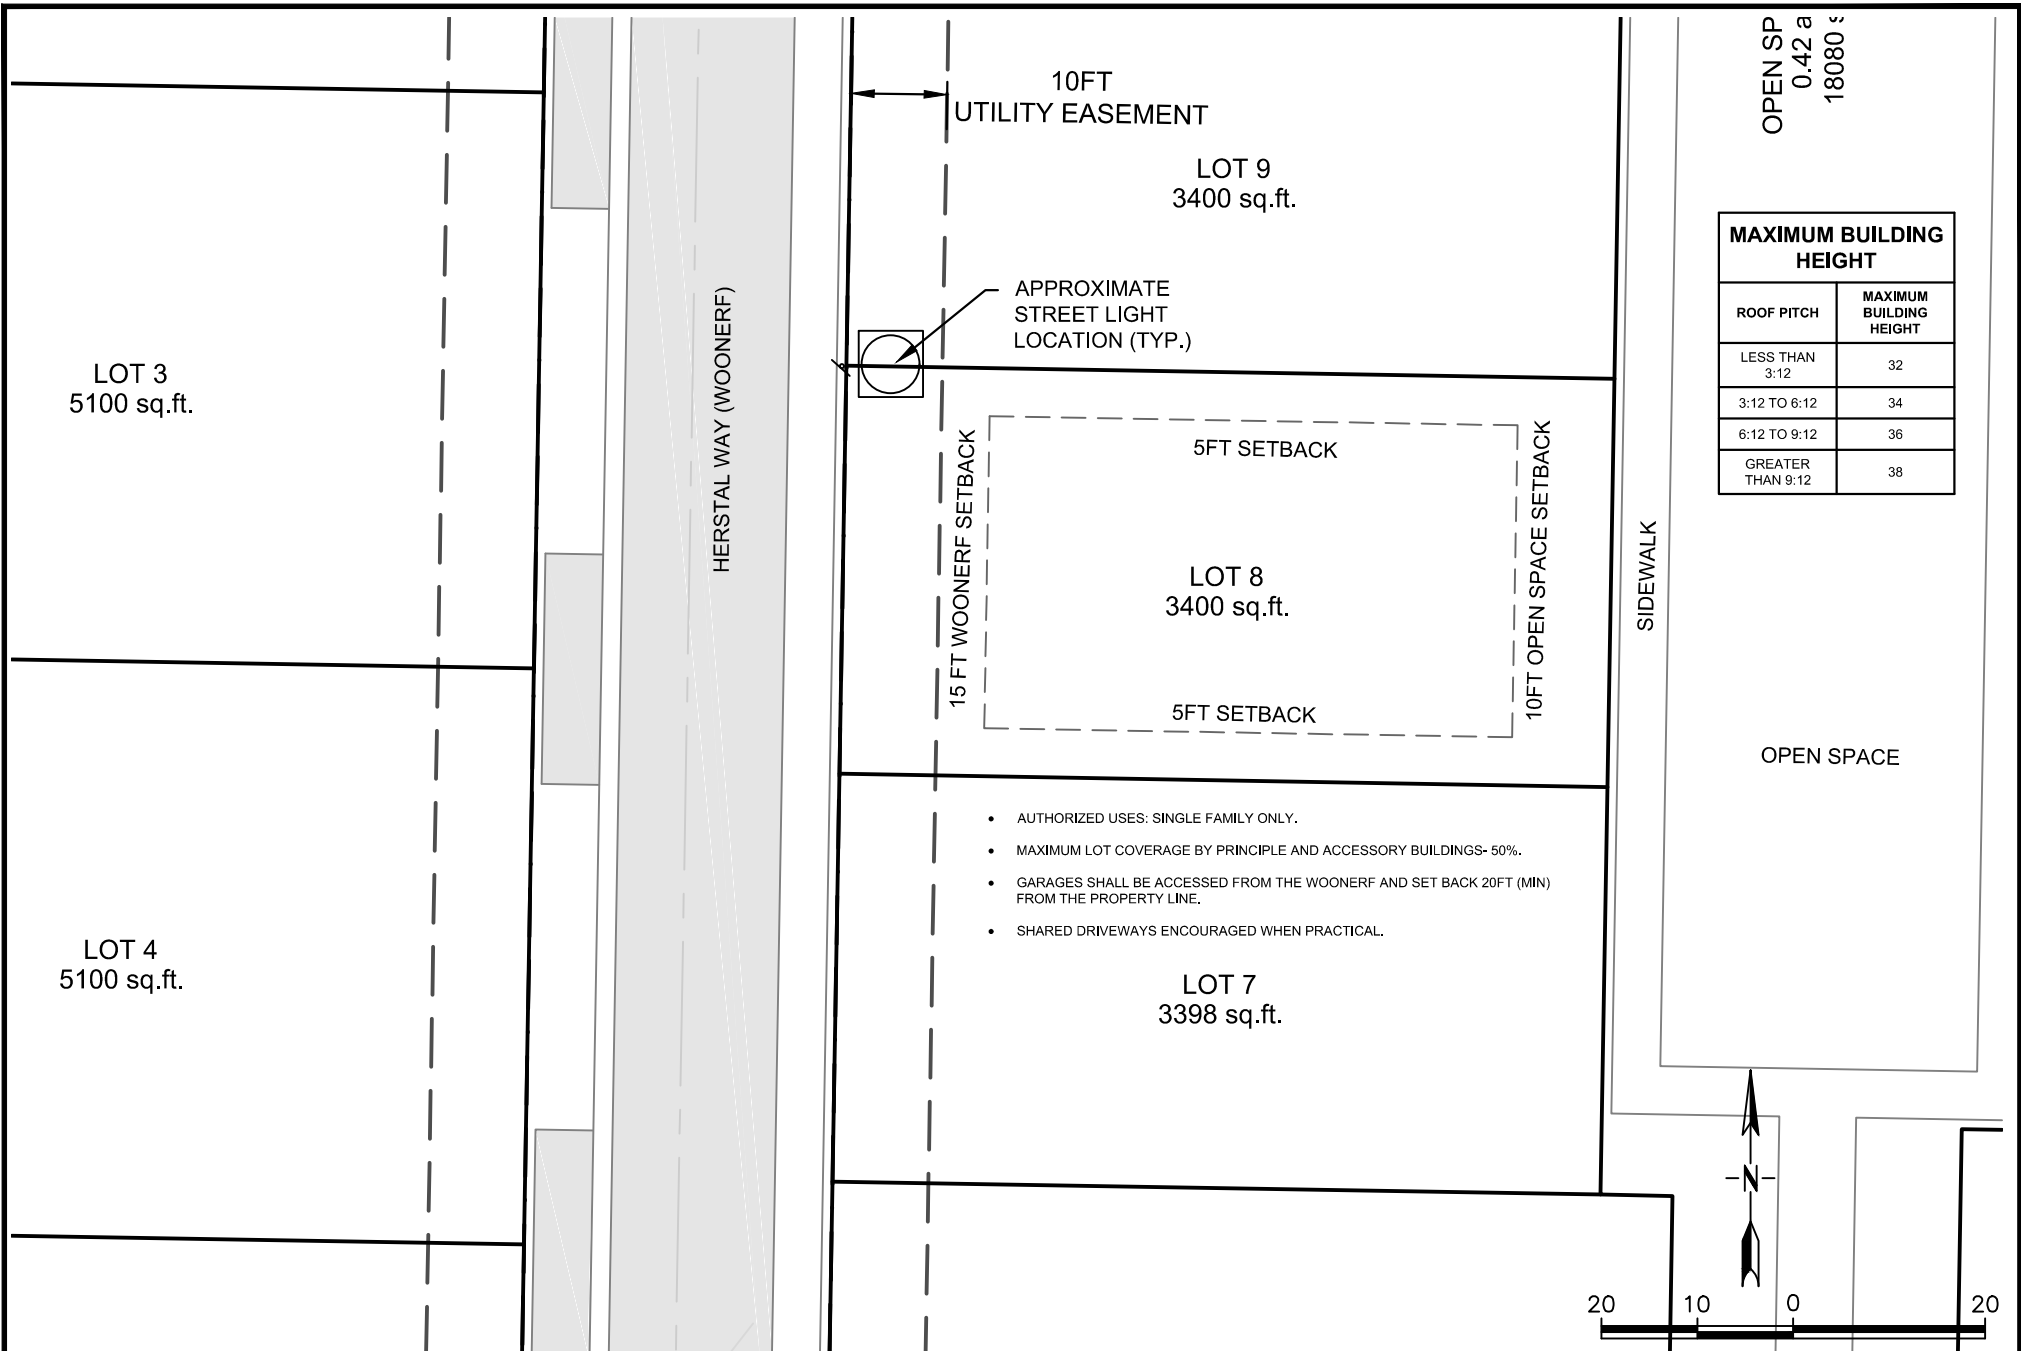 10FT
UTILITY EASEMENT
LOT 9
3400 sq.ft.
OPEN SP
0.42 a
18080 s
MAXIMUM BUILDING
HEIGHT
ROOF PITCH
MAXIMUM
BUILDING
HEIGHT
LESS THAN
3:12
32
3:12 TO 6:12
34
6:12 TO 9:12
36
GREATER
THAN 9:12
38
APPROXIMATE
STREET LIGHT
LOCATION (TYP.)
LOT 3
5100 sq.ft.
HERSTAL WAY (WOONERF)
5FT SETBACK
15 FT WOONERF SETBACK
10FT OPEN SPACE SETBACK
LOT 8
3400 sq.ft.
5FT SETBACK
SIDEWALK
OPEN SPACE
• AUTHORIZED USES: SINGLE FAMILY ONLY.
• MAXIMUM LOT COVERAGE BY PRINCIPLE AND ACCESSORY BUILDINGS- 50%.
• GARAGES SHALL BE ACCESSED FROM THE WOONERF AND SET BACK 20FT (MIN)
FROM THE PROPERTY LINE.
• SHARED DRIVEWAYS ENCOURAGED WHEN PRACTICAL.
LOT 4
5100 sq.ft.
LOT 7
3398 sq.ft.
N
20 10 0 20